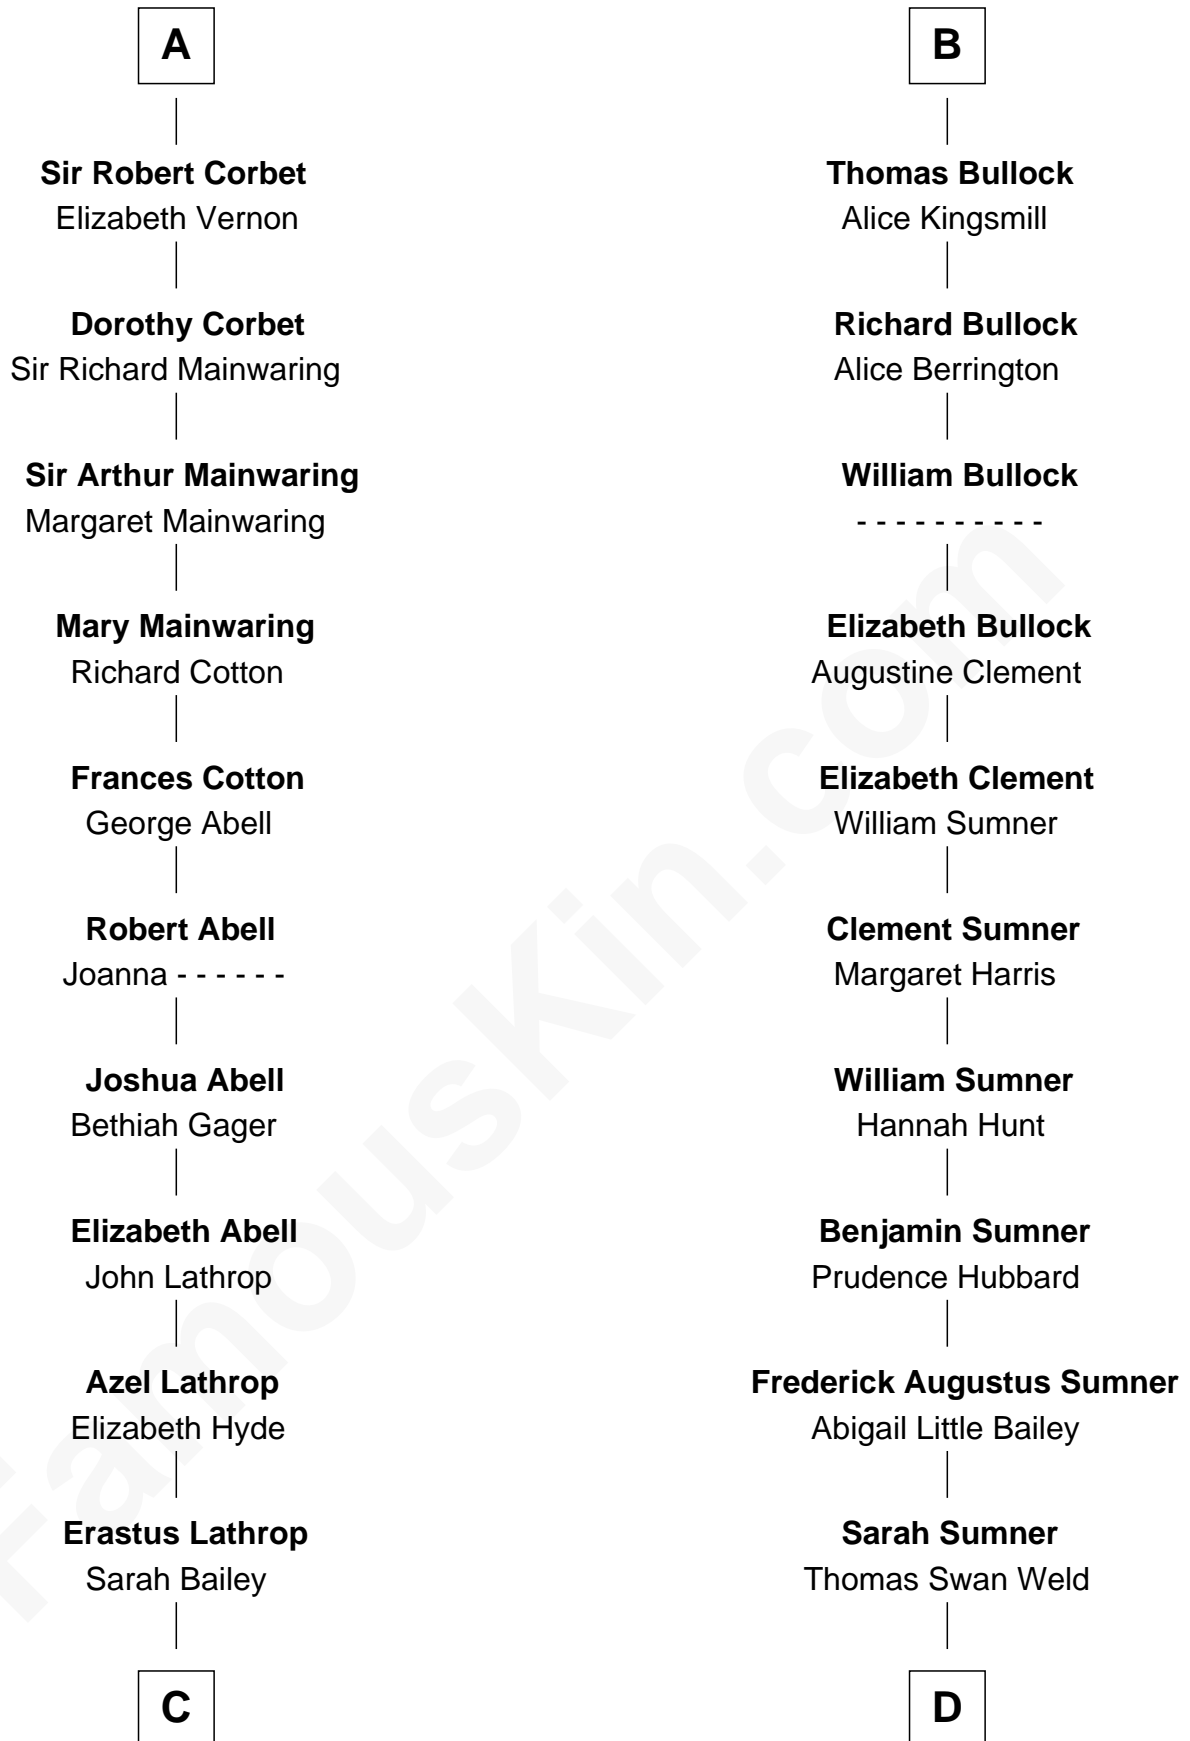 A
Sir Robert Corbet
Elizabeth Vernon
Dorothy Corbet
Sir Richard Mainwaring
Sir Arthur Mainwaring
Margaret Mainwaring
Mary Mainwaring
Richard Cotton
Frances Cotton
George Abell
Robert Abell
Joanna - - - - - -
Joshua Abell
Bethiah Gager
Elizabeth Abell
John Lathrop
Azel Lathrop
Elizabeth Hyde
Erastus Lathrop
Sarah Bailey
C
B
Thomas Bullock
Alice Kingsmill
Richard Bullock
Alice Berrington
William Bullock
- - - - - - - - - -
Elizabeth Bullock
Augustine Clement
Elizabeth Clement
William Sumner
Clement Sumner
Margaret Harris
William Sumner
Hannah Hunt
Benjamin Sumner
Prudence Hubbard
Frederick Augustus Sumner
Abigail Little Bailey
Sarah Sumner
Thomas Swan Weld
D
FamousKin.com